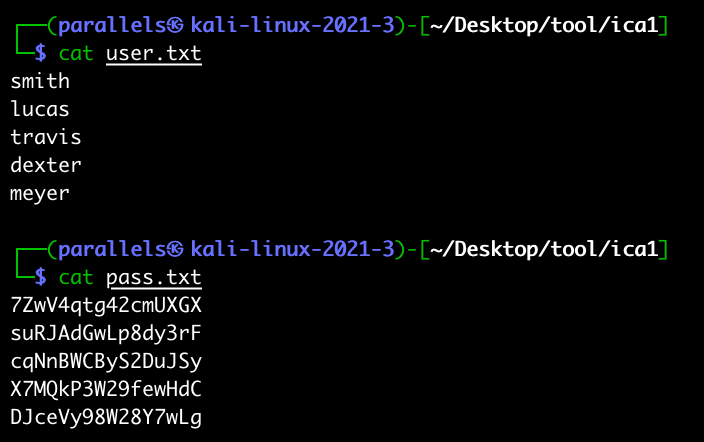 ┌──(parallels㉿kali-linux-2021-3)-[~/Desktop/tool/ica1]
└─$ cat user.txt
smith
lucas
travis
dexter
meyer
┌──(parallels㉿kali-linux-2021-3)-[~/Desktop/tool/ica1]
└─$ cat pass.txt
7ZwV4qtg42cmUXGX
suRJAdGwLp8dy3rF
cqNnBWCByS2DuJSy
X7MQkP3W29fewHdC
DJceVy98W28Y7wLg